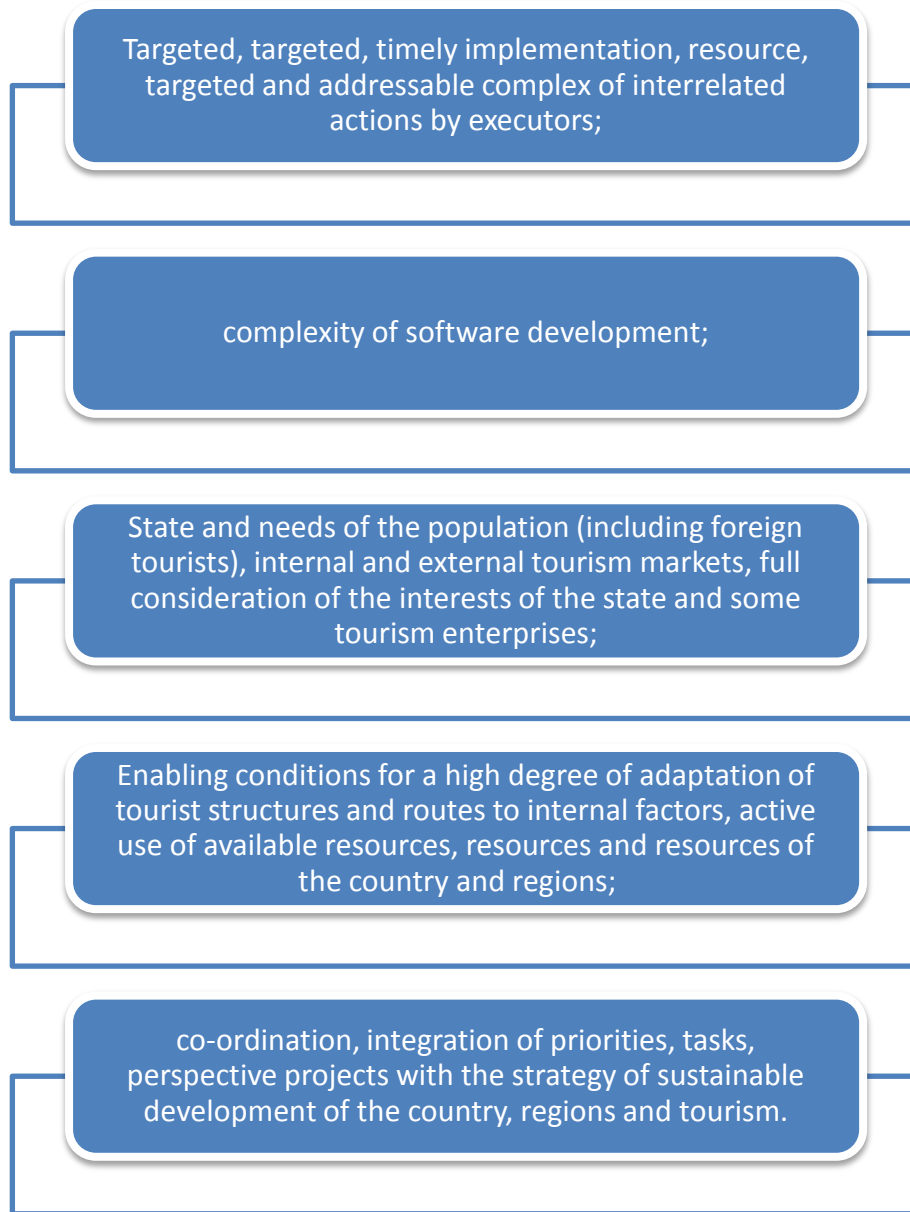 Targeted, targeted, timely implementation, resource,
targeted and addressable complex of interrelated
actions by executors;
complexity of software development;
State and needs of the population (including foreign
tourists), internal and external tourism markets, full
consideration of the interests of the state and some
tourism enterprises;
Enabling conditions for a high degree of adaptation of
tourist structures and routes to internal factors, active
use of available resources, resources and resources of
the country and regions;
co-ordination, integration of priorities, tasks,
perspective projects with the strategy of sustainable
development of the country, regions and tourism.